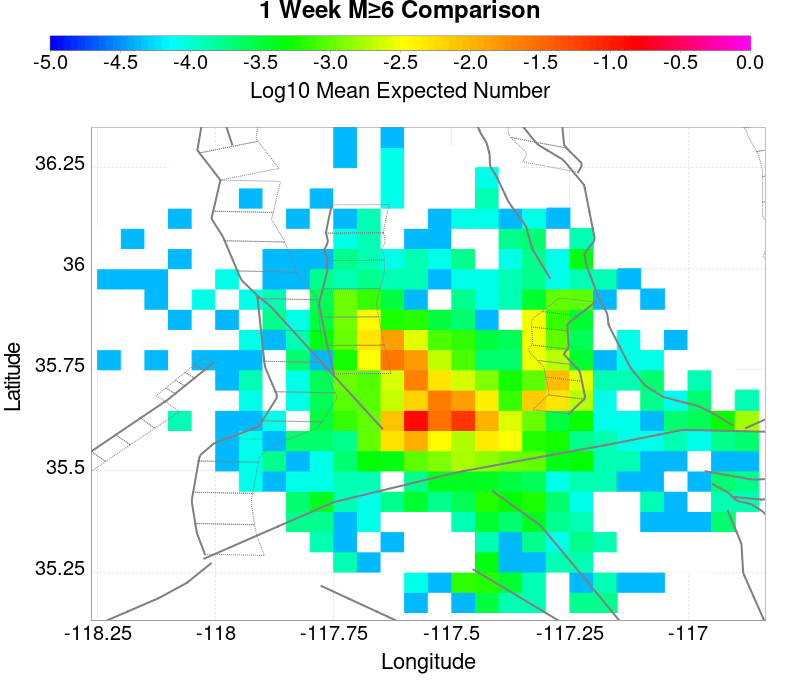 1 Week M≥6 Comparison
-5.0 -4.5 -4.0 -3.5 -3.0 -2.5 -2.0 -1.5 -1.0 -0.5 0.0
Log10 Mean Expected Number
36.25
36
35.75
35.5
35.25
Latitude
-118.25 -118 -117.75 -117.5 -117.25 -117
Longitude